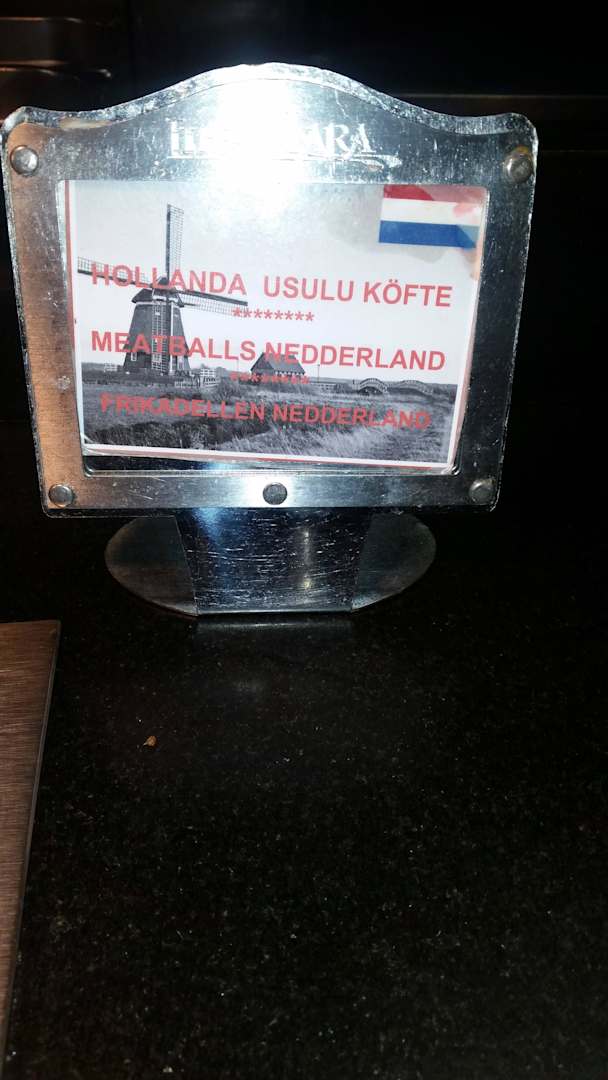 HOLLANDA USULU KÖFTE
********
MEATBALLS NEDDERLAND
********
FRIKADELLEN NEDDERLAND